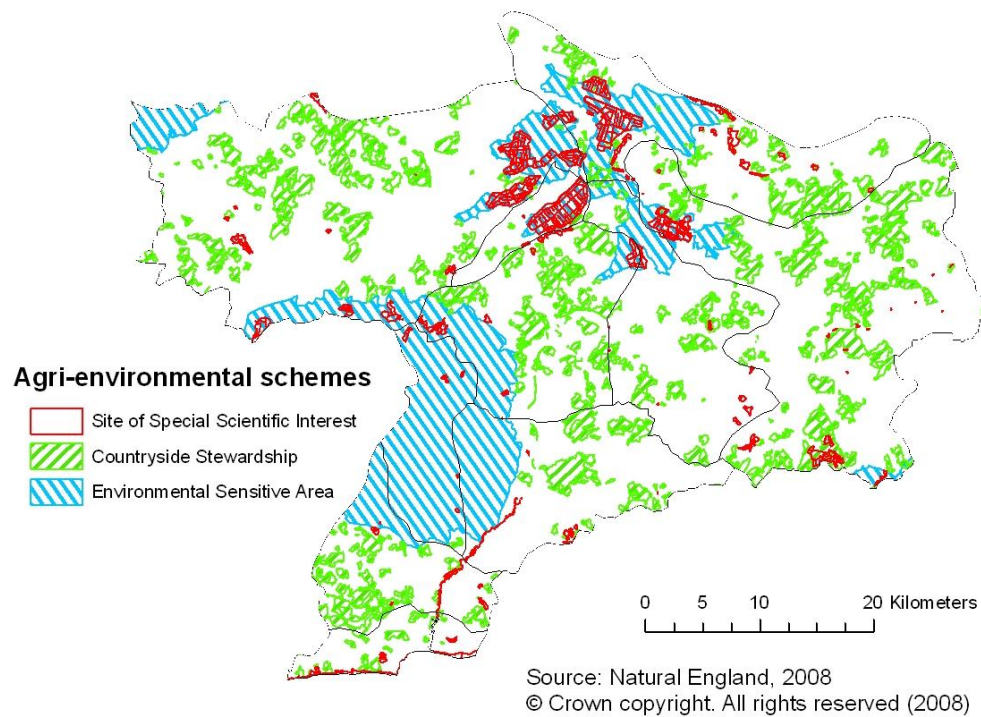 Agri-environmental schemes
Site of Special Scientific Interest
Countryside Stewardship
Environmental Sensitive Area
0 5 10 20 Kilometers
Source: Natural England, 2008
© Crown copyright. All rights reserved (2008)